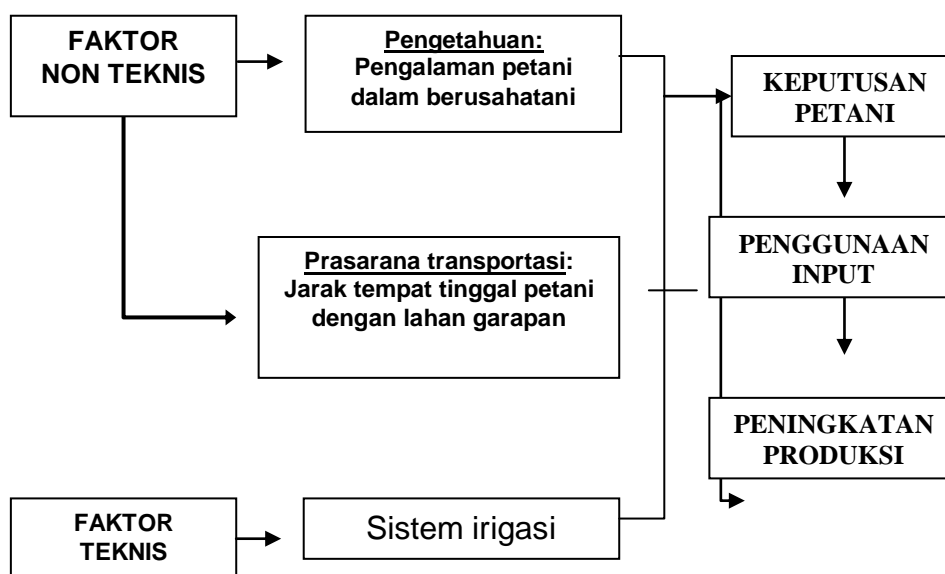 FAKTOR
NON TEKNIS
Pengetahuan:
Pengalaman petani
dalam berusahatani
KEPUTUSAN
PETANI
Prasarana transportasi:
Jarak tempat tinggal petani
dengan lahan garapan
PENGGUNAAN
INPUT
PENINGKATAN
PRODUKSI
FAKTOR
TEKNIS
Sistem irigasi